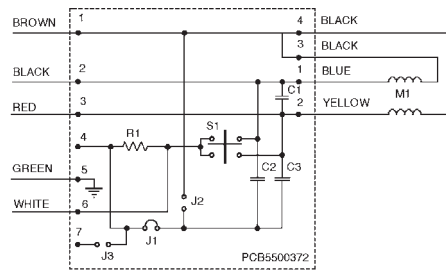 BROWN 1 4 BLACK
3 BLACK
BLACK 2 1 BLUE
C1 M1
RED 3 2 YELLOW
4 R1 S1
GREEN 5 C2 C3
WHITE 6 J2
7 J3 J1
PCB5500372